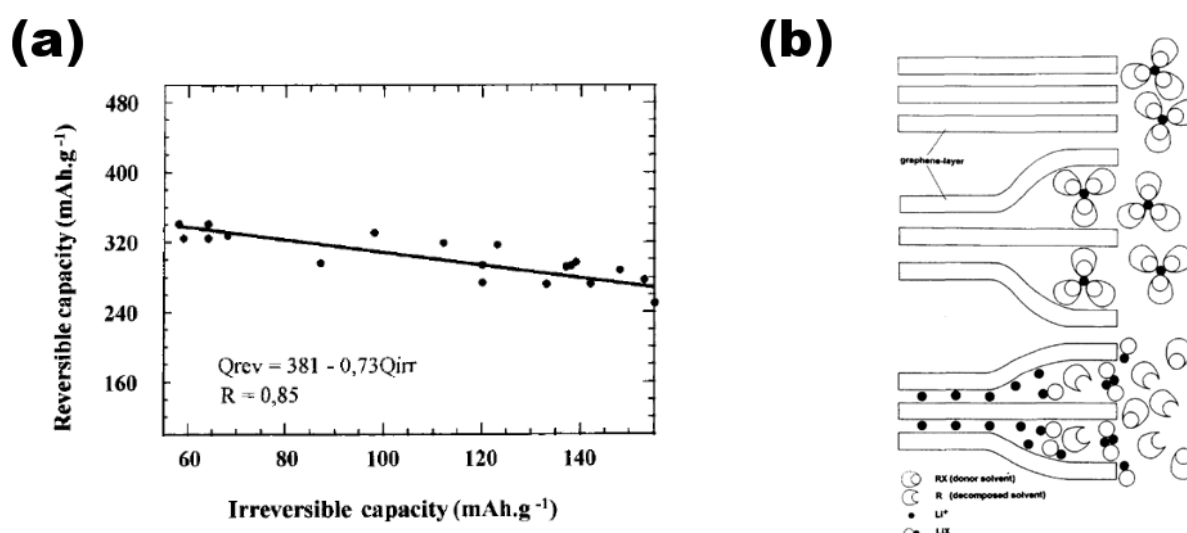 (a)
480
400
320
240
160
Reversible capacity (mAh.g⁻¹)
Qrev = 381 - 0,73Qirr
R = 0,85
60
80
100
120
140
Irreversible capacity (mAh.g⁻¹)
(b)
graphene-layer
RX (donor solvent)
R (decomposed solvent)
Li⁺
LiX